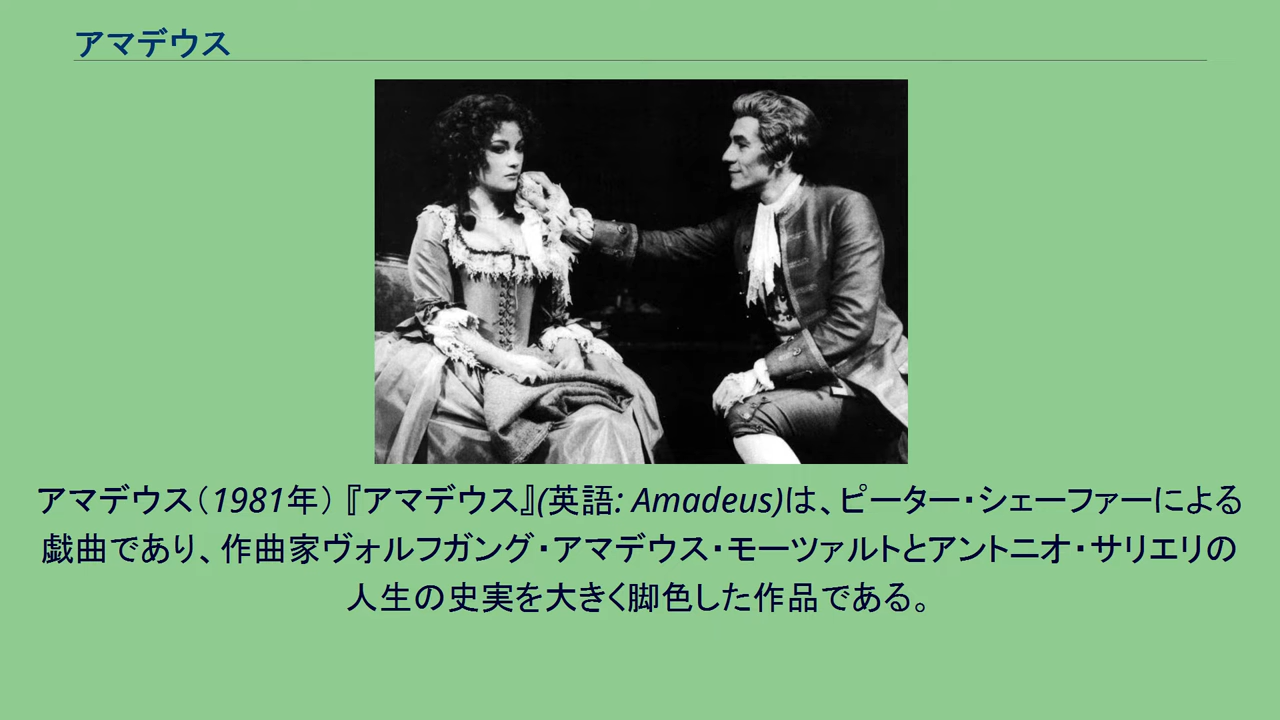 アマデウス
アマデウス（1981年）『アマデウス』(英語: Amadeus)は、ピーター・シェーファーによる
戯曲であり、作曲家ヴォルフガング・アマデウス・モーツァルトとアントニオ・サリエリの
人生の史実を大きく脚色した作品である。